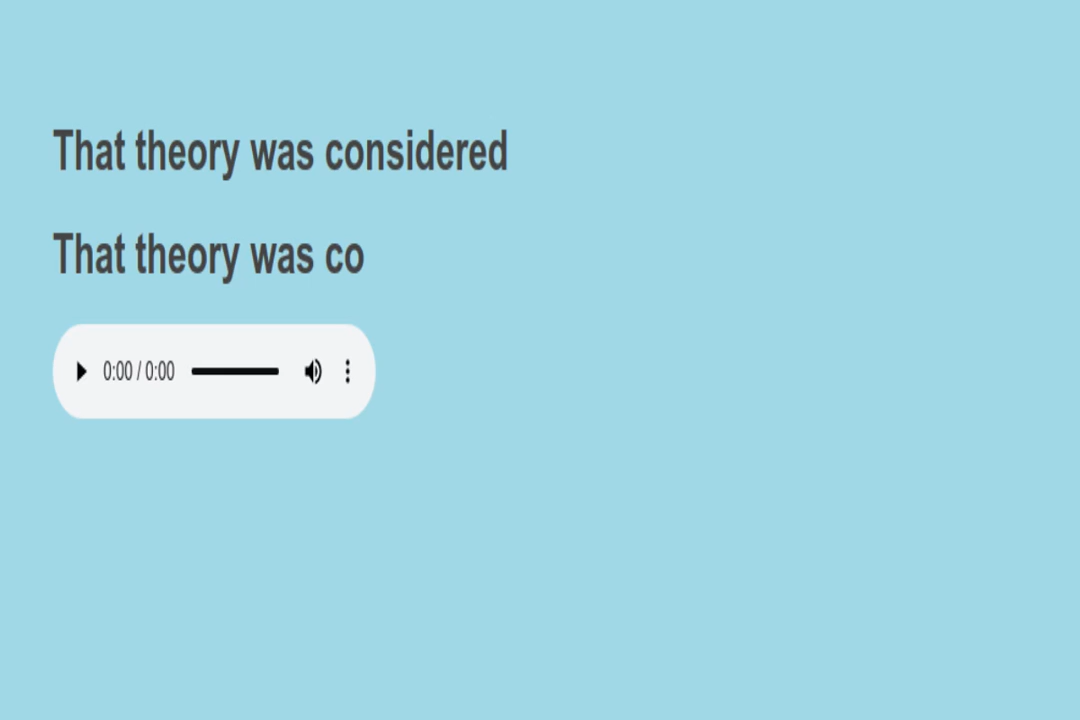 That theory was considered
That theory was co
0:00 / 0:00